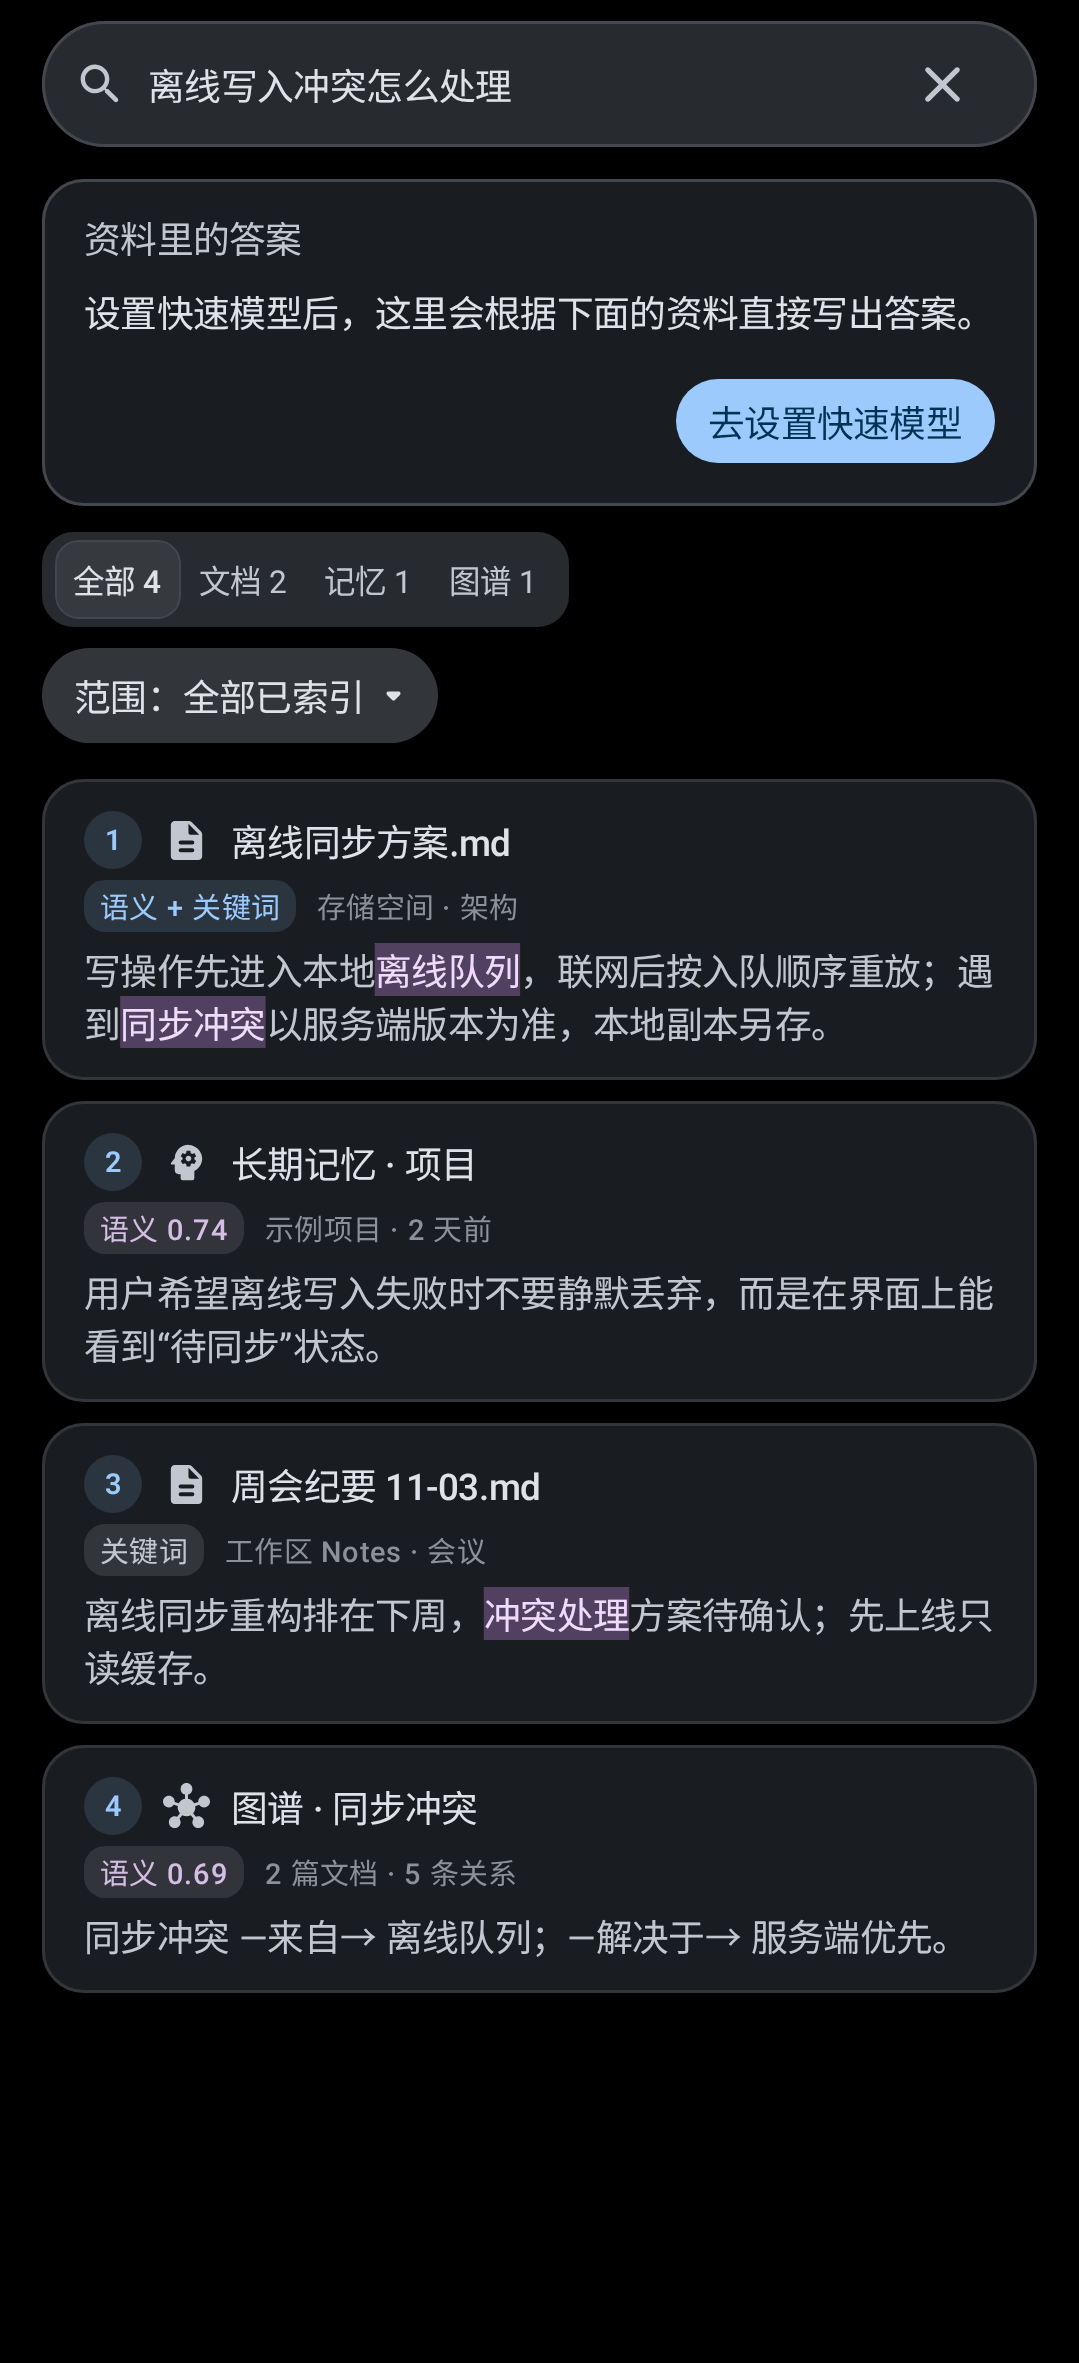 离线写入冲突怎么处理
资料里的答案
设置快速模型后，这里会根据下面的资料直接写出答案。
去设置快速模型
全部 4 文档 2 记忆 1 图谱 1
范围：全部已索引
1 离线同步方案.md
语义 + 关键词 存储空间 · 架构
写操作先进入本地离线队列，联网后按入队顺序重放；遇
到同步冲突以服务端版本为准，本地副本另存。
2 长期记忆 · 项目
语义 0.74 示例项目 · 2 天前
用户希望离线写入失败时不要静默丢弃，而是在界面上能
看到“待同步”状态。
3 周会纪要 11-03.md
关键词 工作区 Notes · 会议
离线同步重构排在下周，冲突处理方案待确认；先上线只
读缓存。
4 图谱 · 同步冲突
语义 0.69 2 篇文档 · 5 条关系
同步冲突 —来自→ 离线队列；—解决于→ 服务端优先。